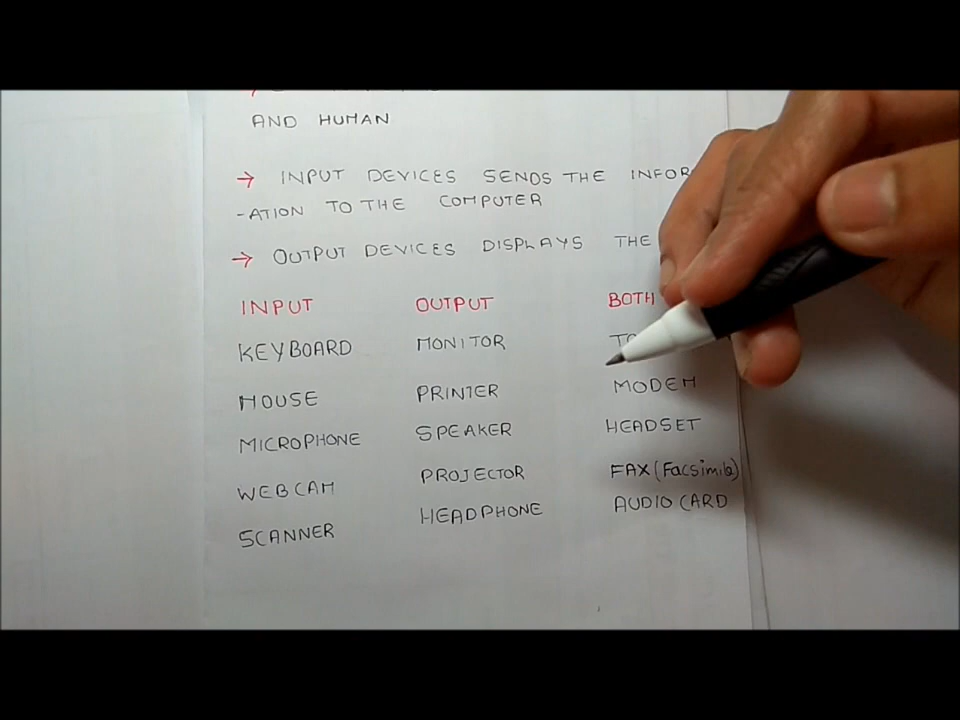 AND HUMAN
→ INPUT DEVICES SENDS THE INFOR
-ATION TO THE COMPUTER
→ OUTPUT DEVICES DISPLAYS THE
INPUT OUTPUT BOTH
KEYBOARD MONITOR
MOUSE PRINTER MODEM
MICROPHONE SPEAKER HEADSET
WEBCAM PROJECTOR FAX (Facsimile)
SCANNER HEADPHONE AUDIO CARD